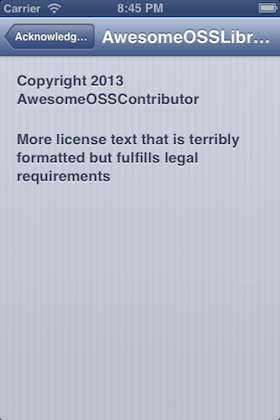 Carrier 8:45 PM
Acknowledg... AwesomeOSSLibr...
Copyright 2013
AwesomeOSSContributor
More license text that is terribly
formatted but fulfills legal
requirements